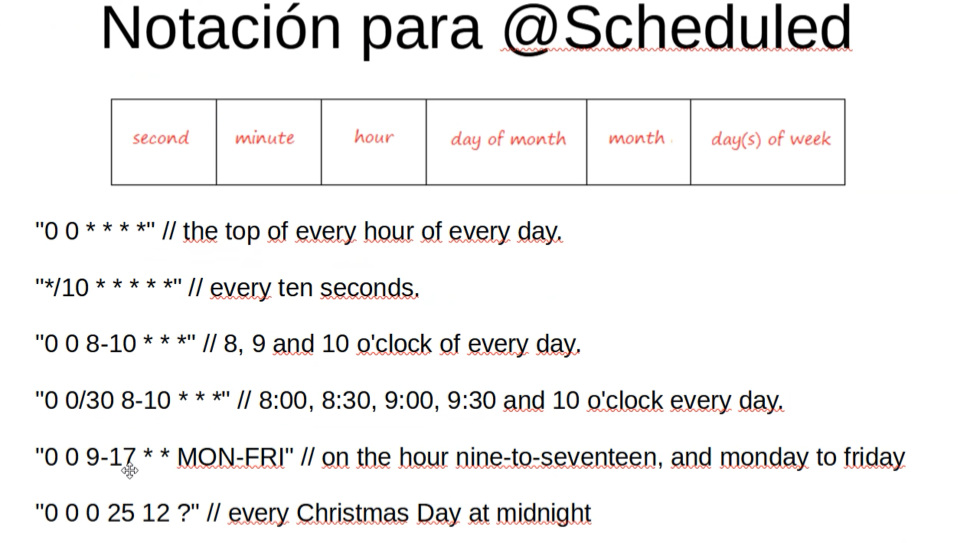 Notación para @Scheduled
second minute hour day of month month day(s) of week
"0 0 * * * *" // the top of every hour of every day.
"*/10 * * * * *" // every ten seconds.
"0 0 8-10 * * *" // 8, 9 and 10 o'clock of every day.
"0 0/30 8-10 * * *" // 8:00, 8:30, 9:00, 9:30 and 10 o'clock every day.
"0 0 9-17 * * MON-FRI" // on the hour nine-to-seventeen, and monday to friday
"0 0 0 25 12 ?" // every Christmas Day at midnight